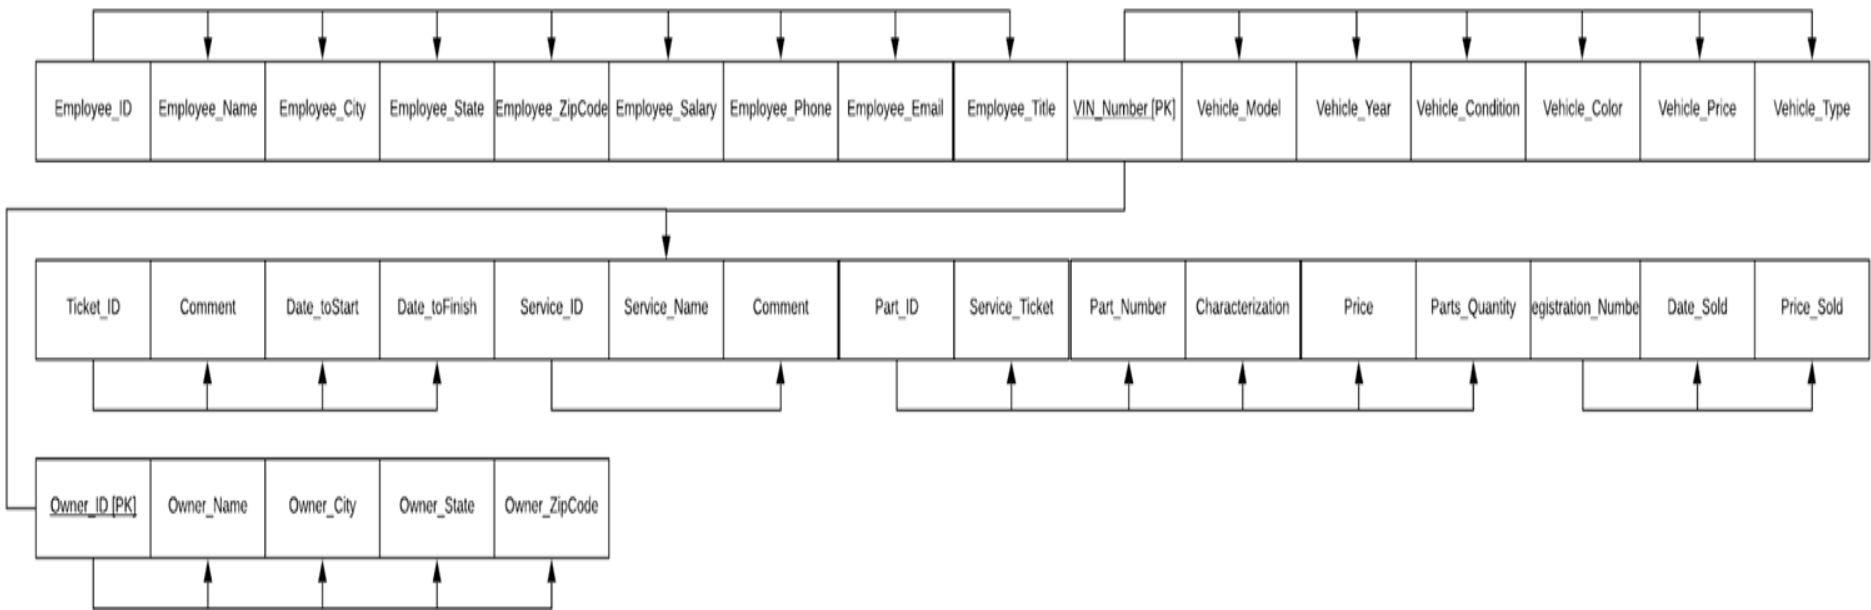 Employee_ID
Employee_Name
Employee_City
Employee_State
Employee_ZipCode
Employee_Salary
Employee_Phone
Employee_Email
Employee_Title
VIN_Number [PK]
Vehicle_Model
Vehicle_Year
Vehicle_Condition
Vehicle_Color
Vehicle_Price
Vehicle_Type
Ticket_ID
Comment
Date_toStart
Date_toFinish
Service_ID
Service_Name
Comment
Part_ID
Service_Ticket
Part_Number
Characterization
Price
Parts_Quantity
egistration_Numbe
Date_Sold
Price_Sold
Owner_ID [PK]
Owner_Name
Owner_City
Owner_State
Owner_ZipCode